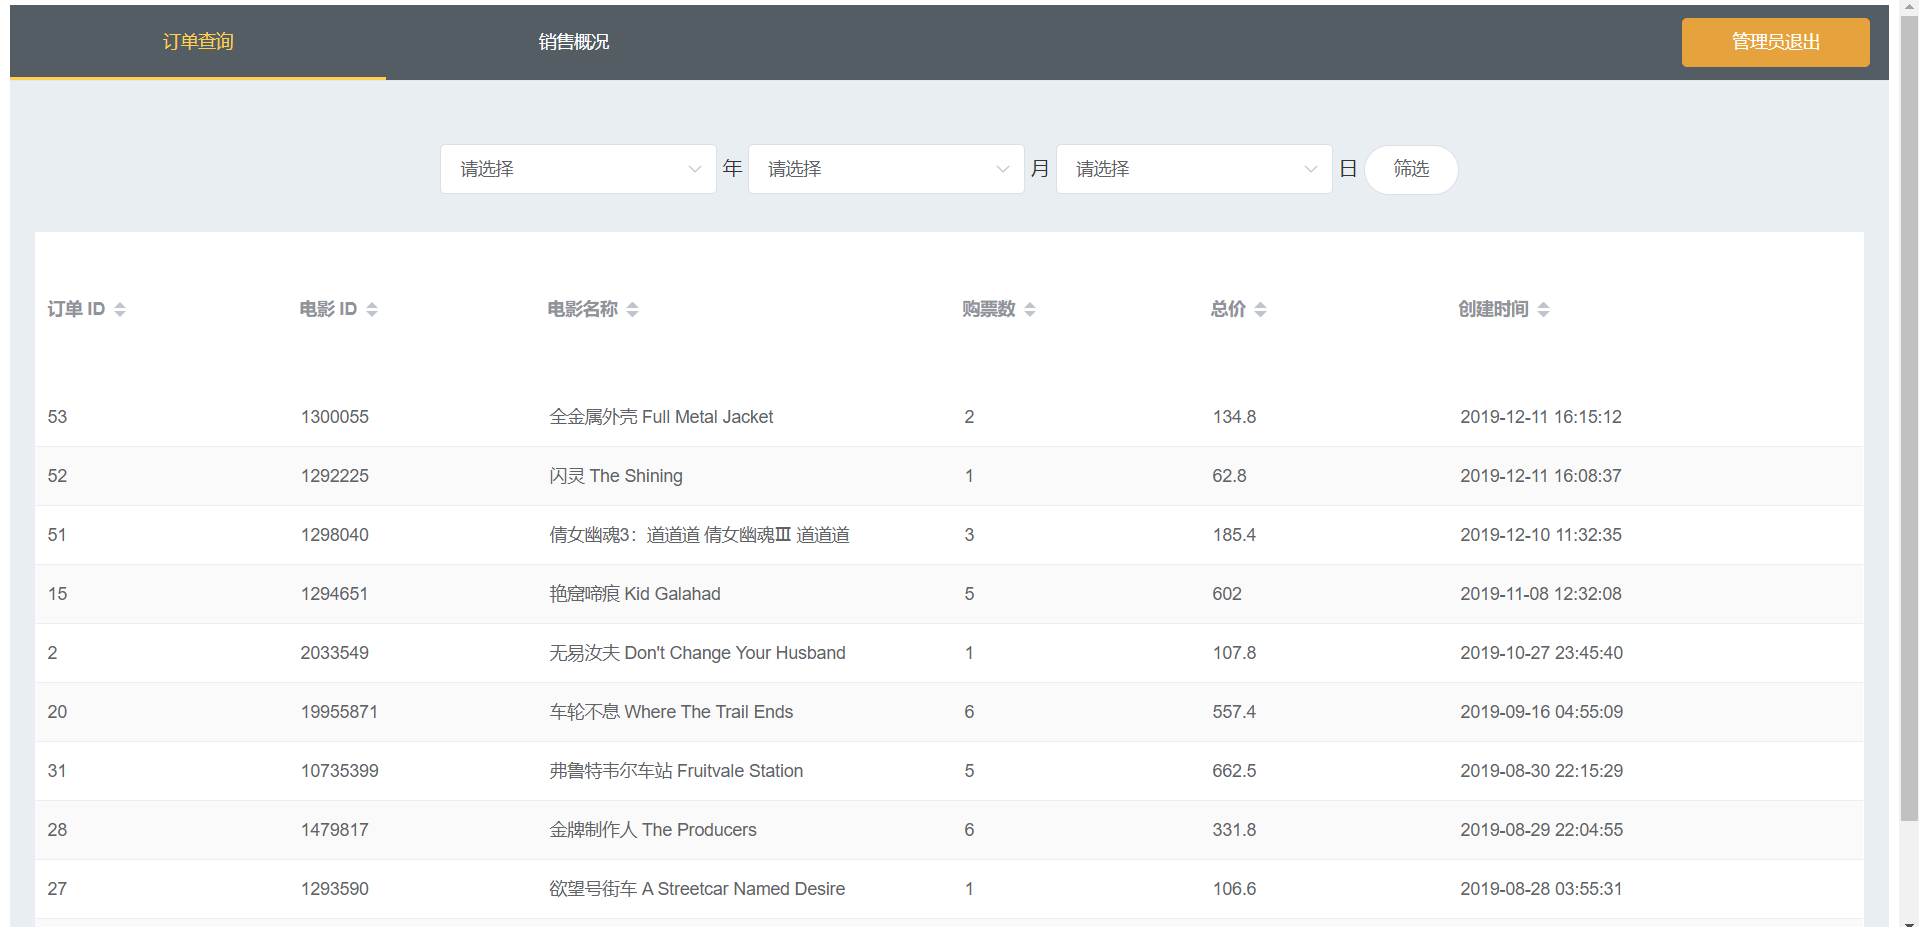 订单查询 销售概况 管理员退出
请选择 年 请选择 月 请选择 日 筛选
订单 ID 电影 ID 电影名称 购票数 总价 创建时间
53 1300055 全金属外壳 Full Metal Jacket 2 134.8 2019-12-11 16:15:12
52 1292225 闪灵 The Shining 1 62.8 2019-12-11 16:08:37
51 1298040 倩女幽魂3：道道道 倩女幽魂Ⅲ 道道道 3 185.4 2019-12-10 11:32:35
15 1294651 艳窟啼痕 Kid Galahad 5 602 2019-11-08 12:32:08
2 2033549 无易汝夫 Don't Change Your Husband 1 107.8 2019-10-27 23:45:40
20 19955871 车轮不息 Where The Trail Ends 6 557.4 2019-09-16 04:55:09
31 10735399 弗鲁特韦尔车站 Fruitvale Station 5 662.5 2019-08-30 22:15:29
28 1479817 金牌制作人 The Producers 6 331.8 2019-08-29 22:04:55
27 1293590 欲望号街车 A Streetcar Named Desire 1 106.6 2019-08-28 03:55:31